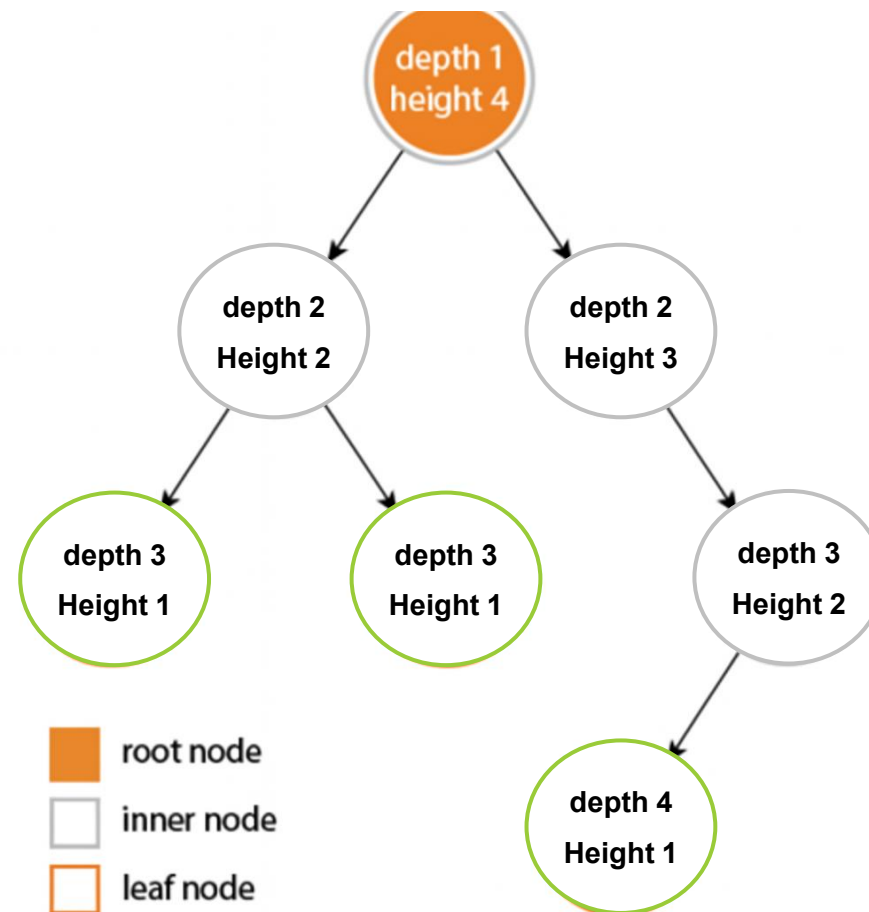 depth 1
height 4
depth 2
Height 2
depth 2
Height 3
depth 3
Height 1
depth 3
Height 1
depth 3
Height 2
depth 4
Height 1
root node
inner node
leaf node